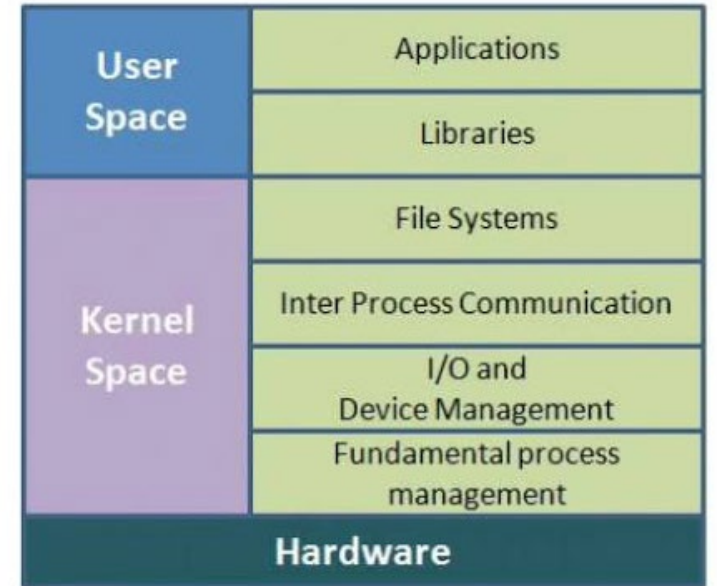 User
Space
Applications
Libraries
Kernel
Space
File Systems
Inter Process Communication
I/O and
Device Management
Fundamental process
management
Hardware